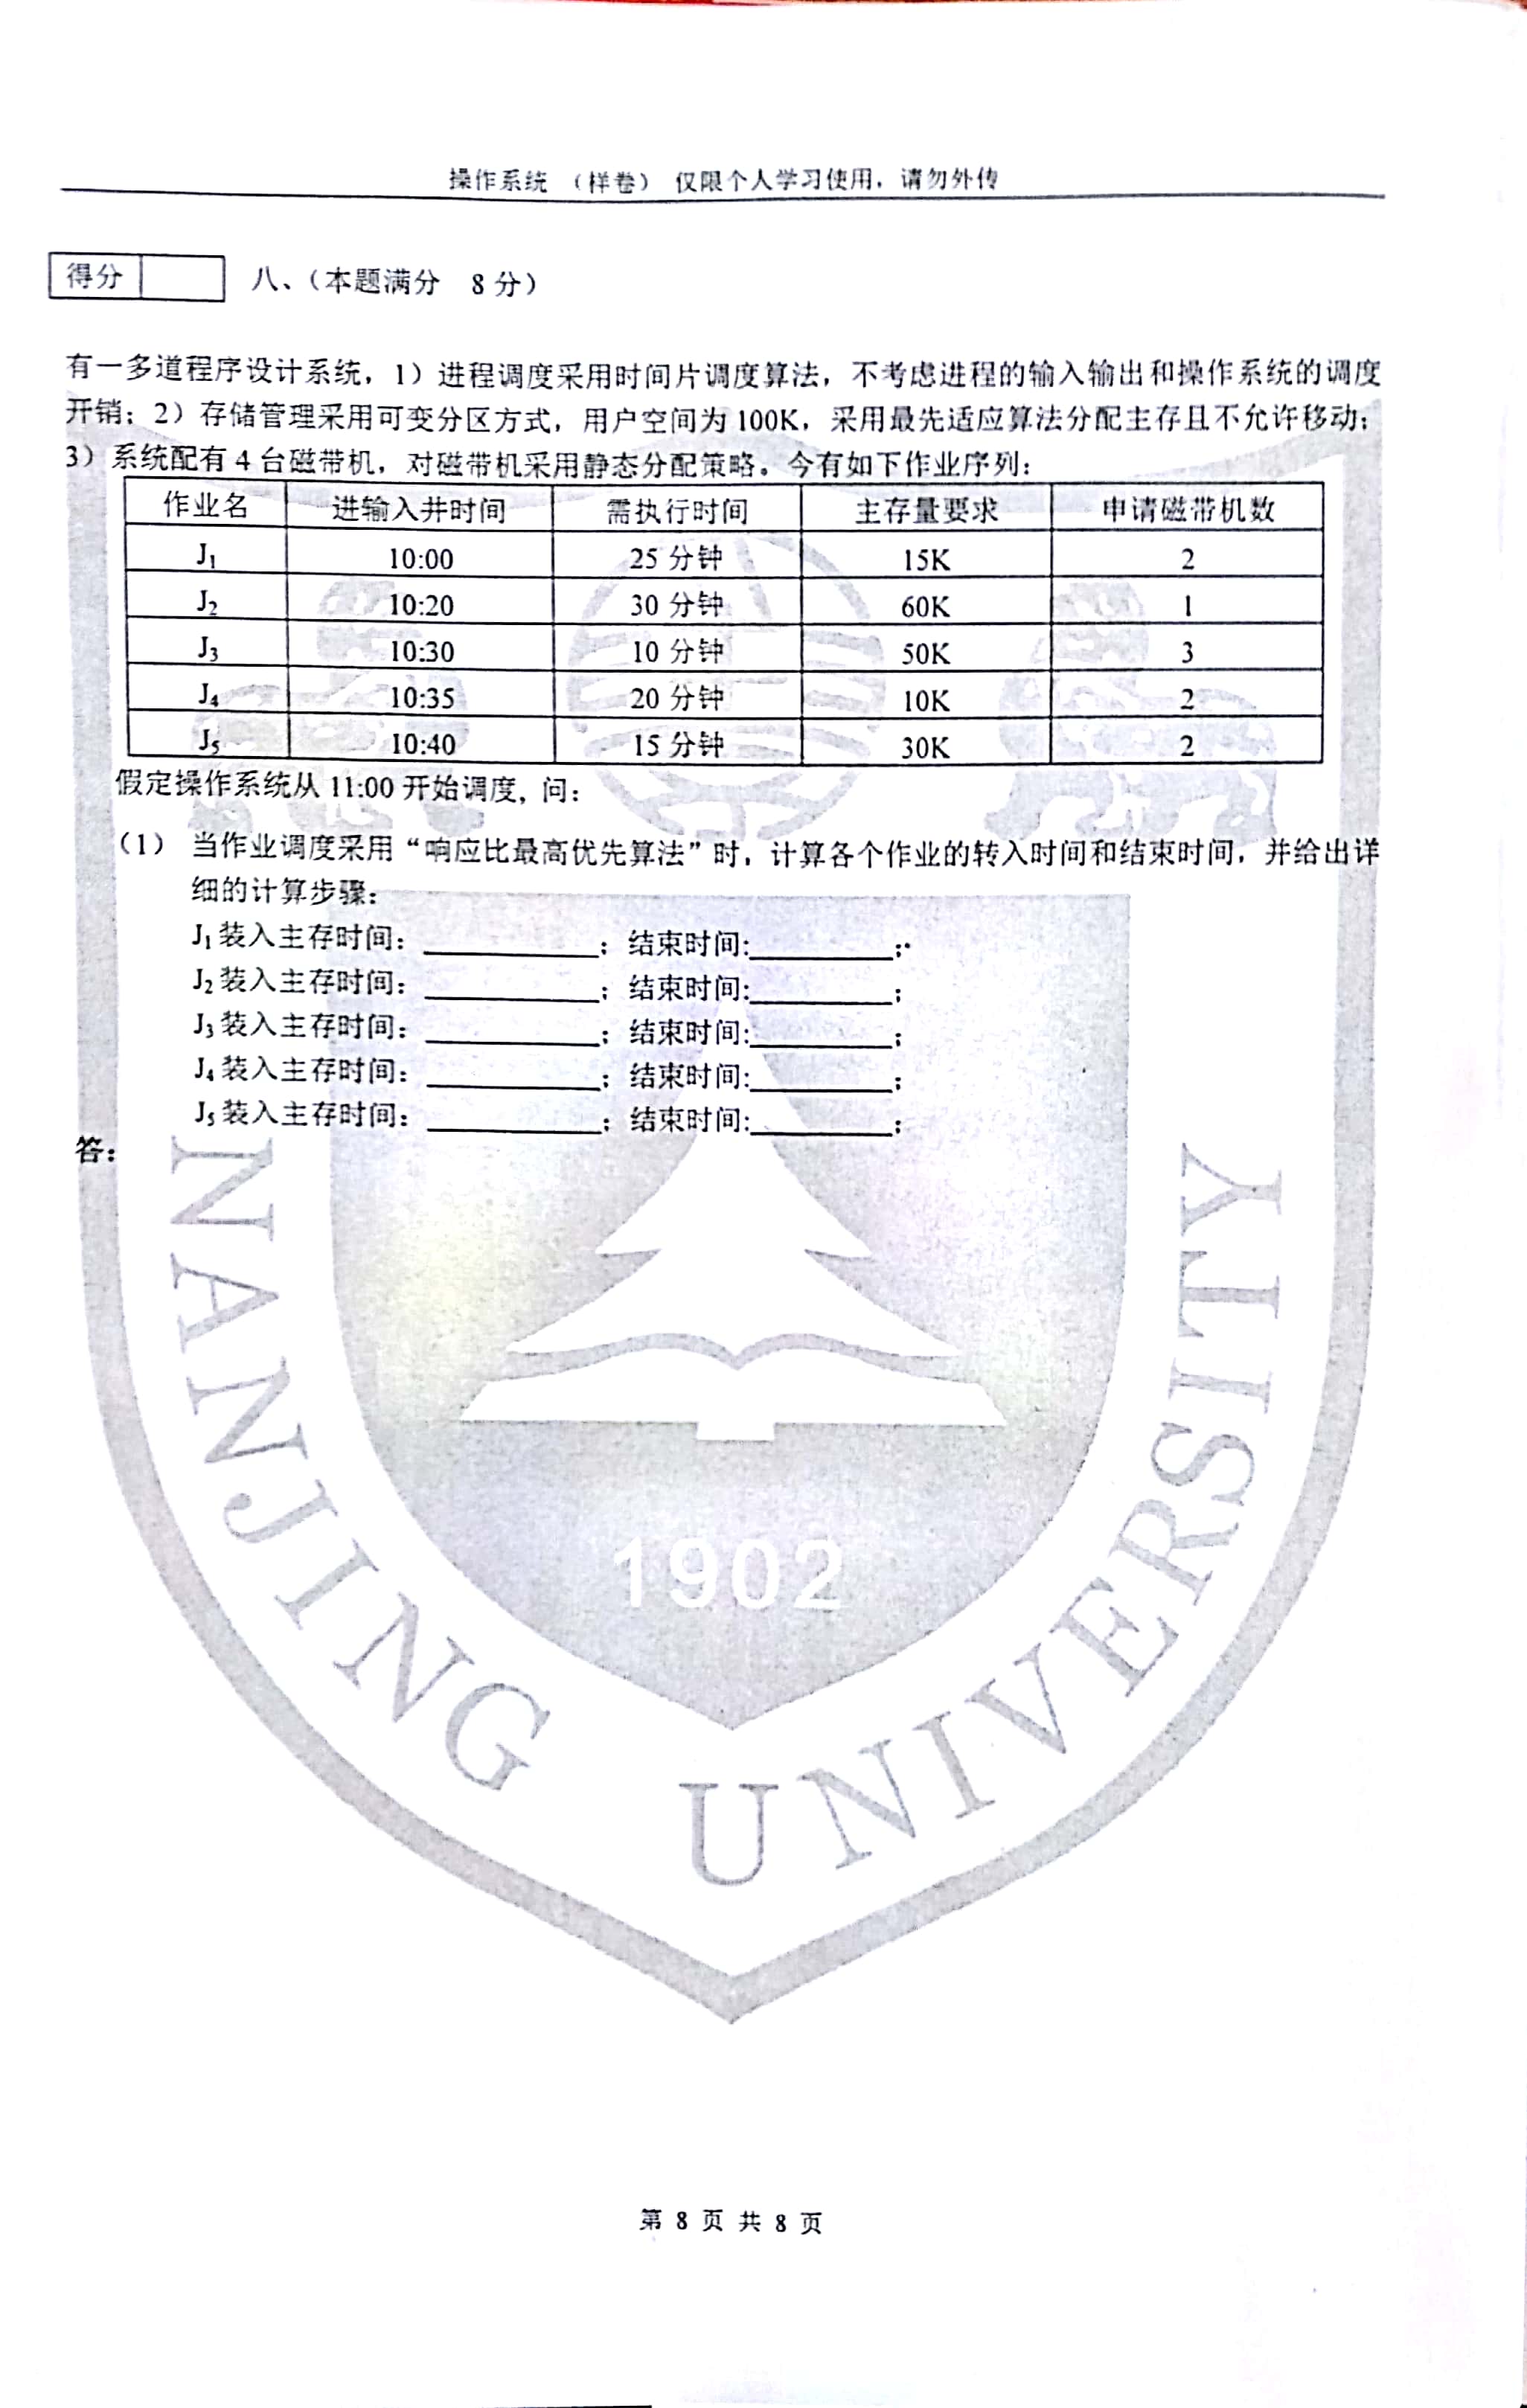 操作系统 （样卷） 仅限个人学习使用，请勿外传
得分 八、（本题满分 8 分）
有一多道程序设计系统，1）进程调度采用时间片调度算法，不考虑进程的输入输出和操作系统的调度
开销；2）存储管理采用可变分区方式，用户空间为 100K，采用最先适应算法分配主存且不允许移动；
3）系统配有 4 台磁带机，对磁带机采用静态分配策略。今有如下作业序列：
作业名 进输入井时间 需执行时间 主存量要求 申请磁带机数
J1 10:00 25 分钟 15K 2
J2 10:20 30 分钟 60K 1
J3 10:30 10 分钟 50K 3
J4 10:35 20 分钟 10K 2
J5 10:40 15 分钟 30K 2
假定操作系统从 11:00 开始调度，问：
（1） 当作业调度采用“响应比最高优先算法”时，计算各个作业的转入时间和结束时间，并给出详
细的计算步骤：
J1 装入主存时间：____________；结束时间:__________;
J2 装入主存时间：____________；结束时间:__________;
J3 装入主存时间：____________；结束时间:__________;
J4 装入主存时间：____________；结束时间:__________;
J5 装入主存时间：____________；结束时间:__________;
答：
NANJING UNIVERSITY
1902
第 8 页 共 8 页